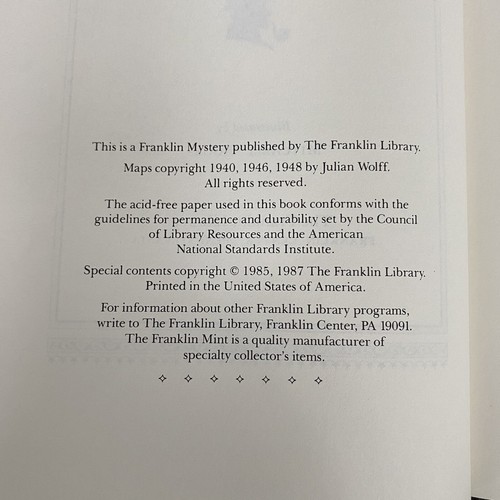 This is a Franklin Mystery published by The Franklin Library.
Maps copyright 1940, 1946, 1948 by Julian Wolff.
All rights reserved.
The acid-free paper used in this book conforms with the
guidelines for permanence and durability set by the Council
of Library Resources and the American
National Standards Institute.
Special contents copyright © 1985, 1987 The Franklin Library.
Printed in the United States of America.
For information about other Franklin Library programs,
write to The Franklin Library, Franklin Center, PA 19091.
The Franklin Mint is a quality manufacturer of
specialty collector's items.